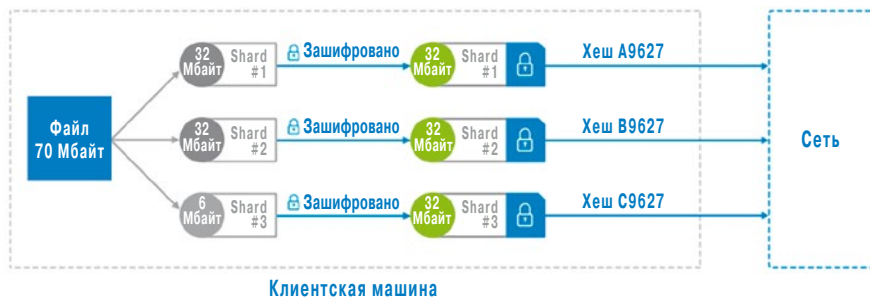 Файл
70 Мбайт
32
Мбайт
Shard
#1
Зашифровано
32
Мбайт
Shard
#1
Хеш A9627
32
Мбайт
Shard
#2
Зашифровано
32
Мбайт
Shard
#2
Хеш B9627
6
Мбайт
Shard
#3
Зашифровано
32
Мбайт
Shard
#3
Хеш C9627
Сеть
Клиентская машина